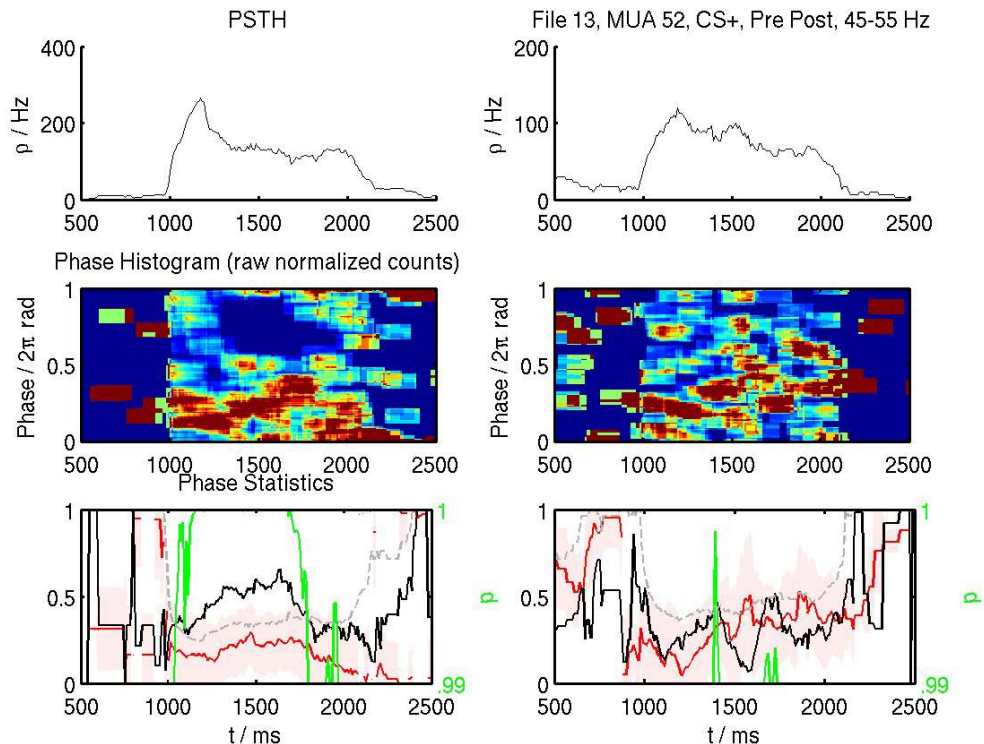 PSTH
File 13, MUA 52, CS+, Pre Post, 45-55 Hz
400
200
0
ρ / Hz
500 1000 1500 2000 2500
200
100
0
ρ / Hz
500 1000 1500 2000 2500
Phase Histogram (raw normalized counts)
1
0.5
0
Phase / 2π rad
500 1000 1500 2000 2500
1
0.5
0
Phase / 2π rad
500 1000 1500 2000 2500
Phase Statistics
1
0.5
0
1
p
.99
500 1000 1500 2000 2500
t / ms
1
0.5
0
1
p
.99
500 1000 1500 2000 2500
t / ms